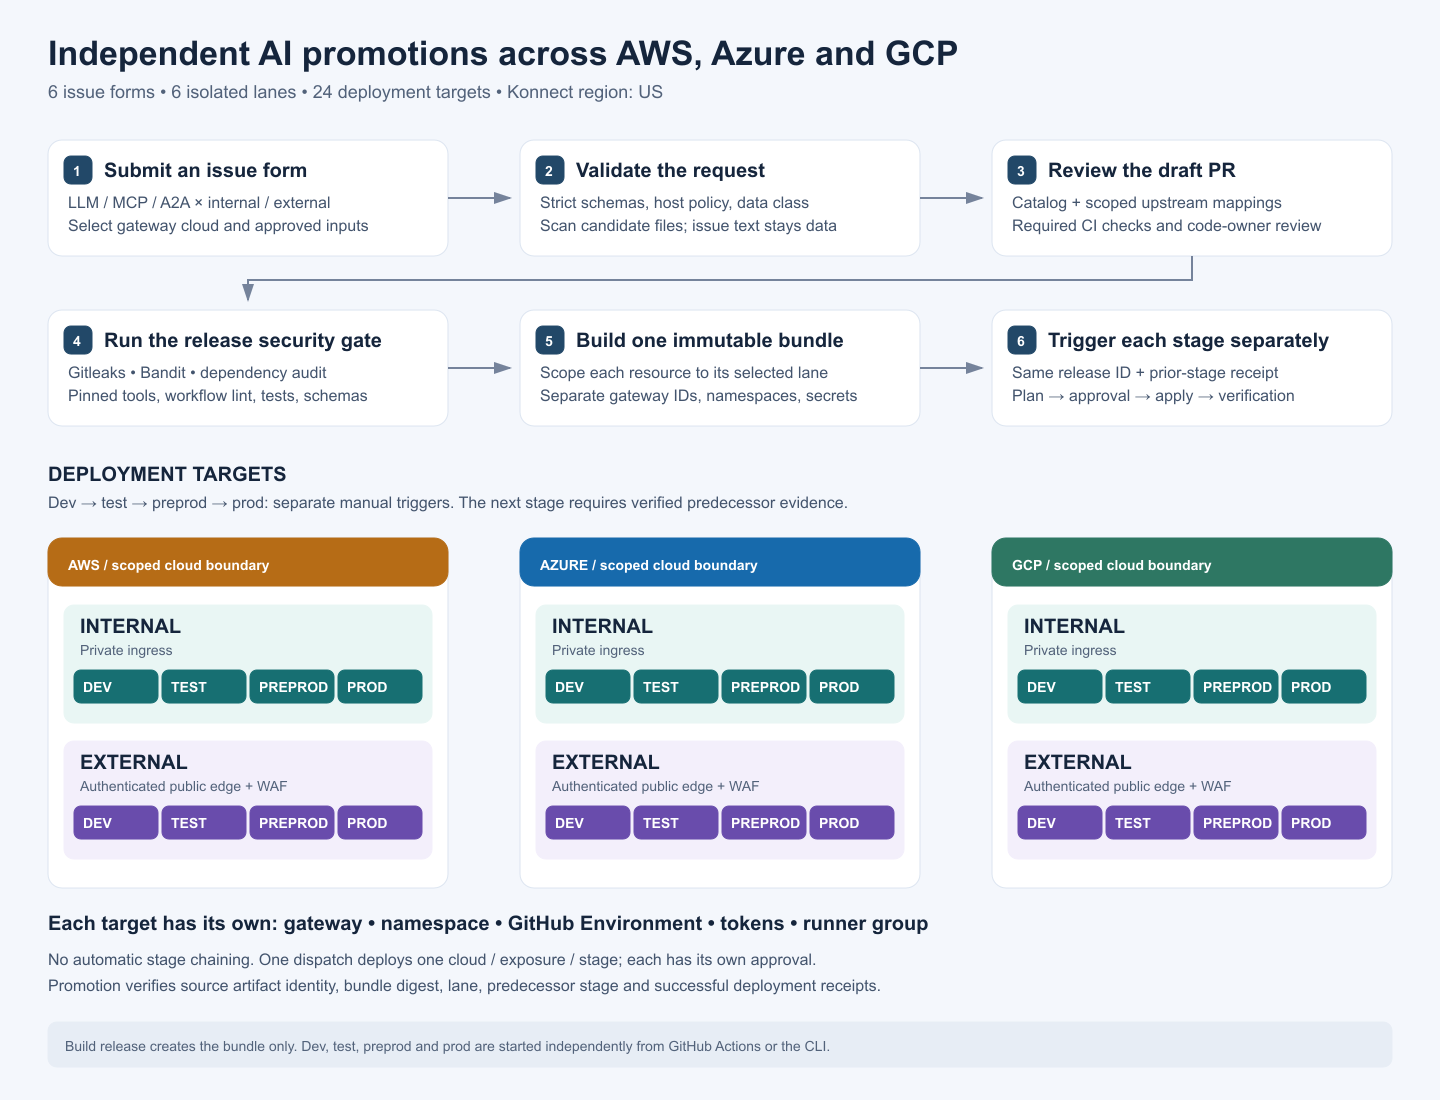 Independent AI promotions across AWS, Azure and GCP
6 issue forms • 6 isolated lanes • 24 deployment targets • Konnect region: US
1 Submit an issue form
LLM / MCP / A2A × internal / external
Select gateway cloud and approved inputs
2 Validate the request
Strict schemas, host policy, data class
Scan candidate files; issue text stays data
3 Review the draft PR
Catalog + scoped upstream mappings
Required CI checks and code-owner review
4 Run the release security gate
Gitleaks • Bandit • dependency audit
Pinned tools, workflow lint, tests, schemas
5 Build one immutable bundle
Scope each resource to its selected lane
Separate gateway IDs, namespaces, secrets
6 Trigger each stage separately
Same release ID + prior-stage receipt
Plan → approval → apply → verification
DEPLOYMENT TARGETS
Dev → test → preprod → prod: separate manual triggers. The next stage requires verified predecessor evidence.
AWS / scoped cloud boundary
INTERNAL
Private ingress
DEV TEST PREPROD PROD
EXTERNAL
Authenticated public edge + WAF
DEV TEST PREPROD PROD
AZURE / scoped cloud boundary
INTERNAL
Private ingress
DEV TEST PREPROD PROD
EXTERNAL
Authenticated public edge + WAF
DEV TEST PREPROD PROD
GCP / scoped cloud boundary
INTERNAL
Private ingress
DEV TEST PREPROD PROD
EXTERNAL
Authenticated public edge + WAF
DEV TEST PREPROD PROD
Each target has its own: gateway • namespace • GitHub Environment • tokens • runner group
No automatic stage chaining. One dispatch deploys one cloud / exposure / stage; each has its own approval.
Promotion verifies source artifact identity, bundle digest, lane, predecessor stage and successful deployment receipts.
Build release creates the bundle only. Dev, test, preprod and prod are started independently from GitHub Actions or the CLI.